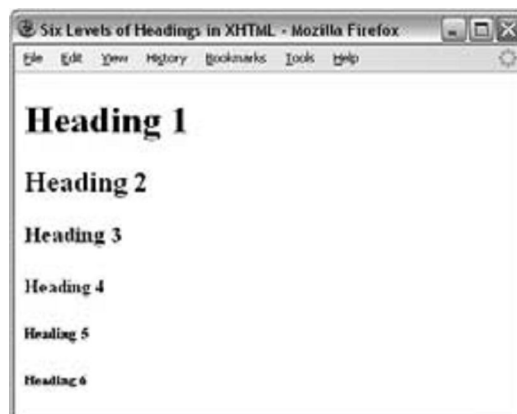 Six Levels of Headings in XHTML - Mozilla Firefox
File Edit View History Bookmarks Tools Help
Heading 1
Heading 2
Heading 3
Heading 4
Heading 5
Heading 6